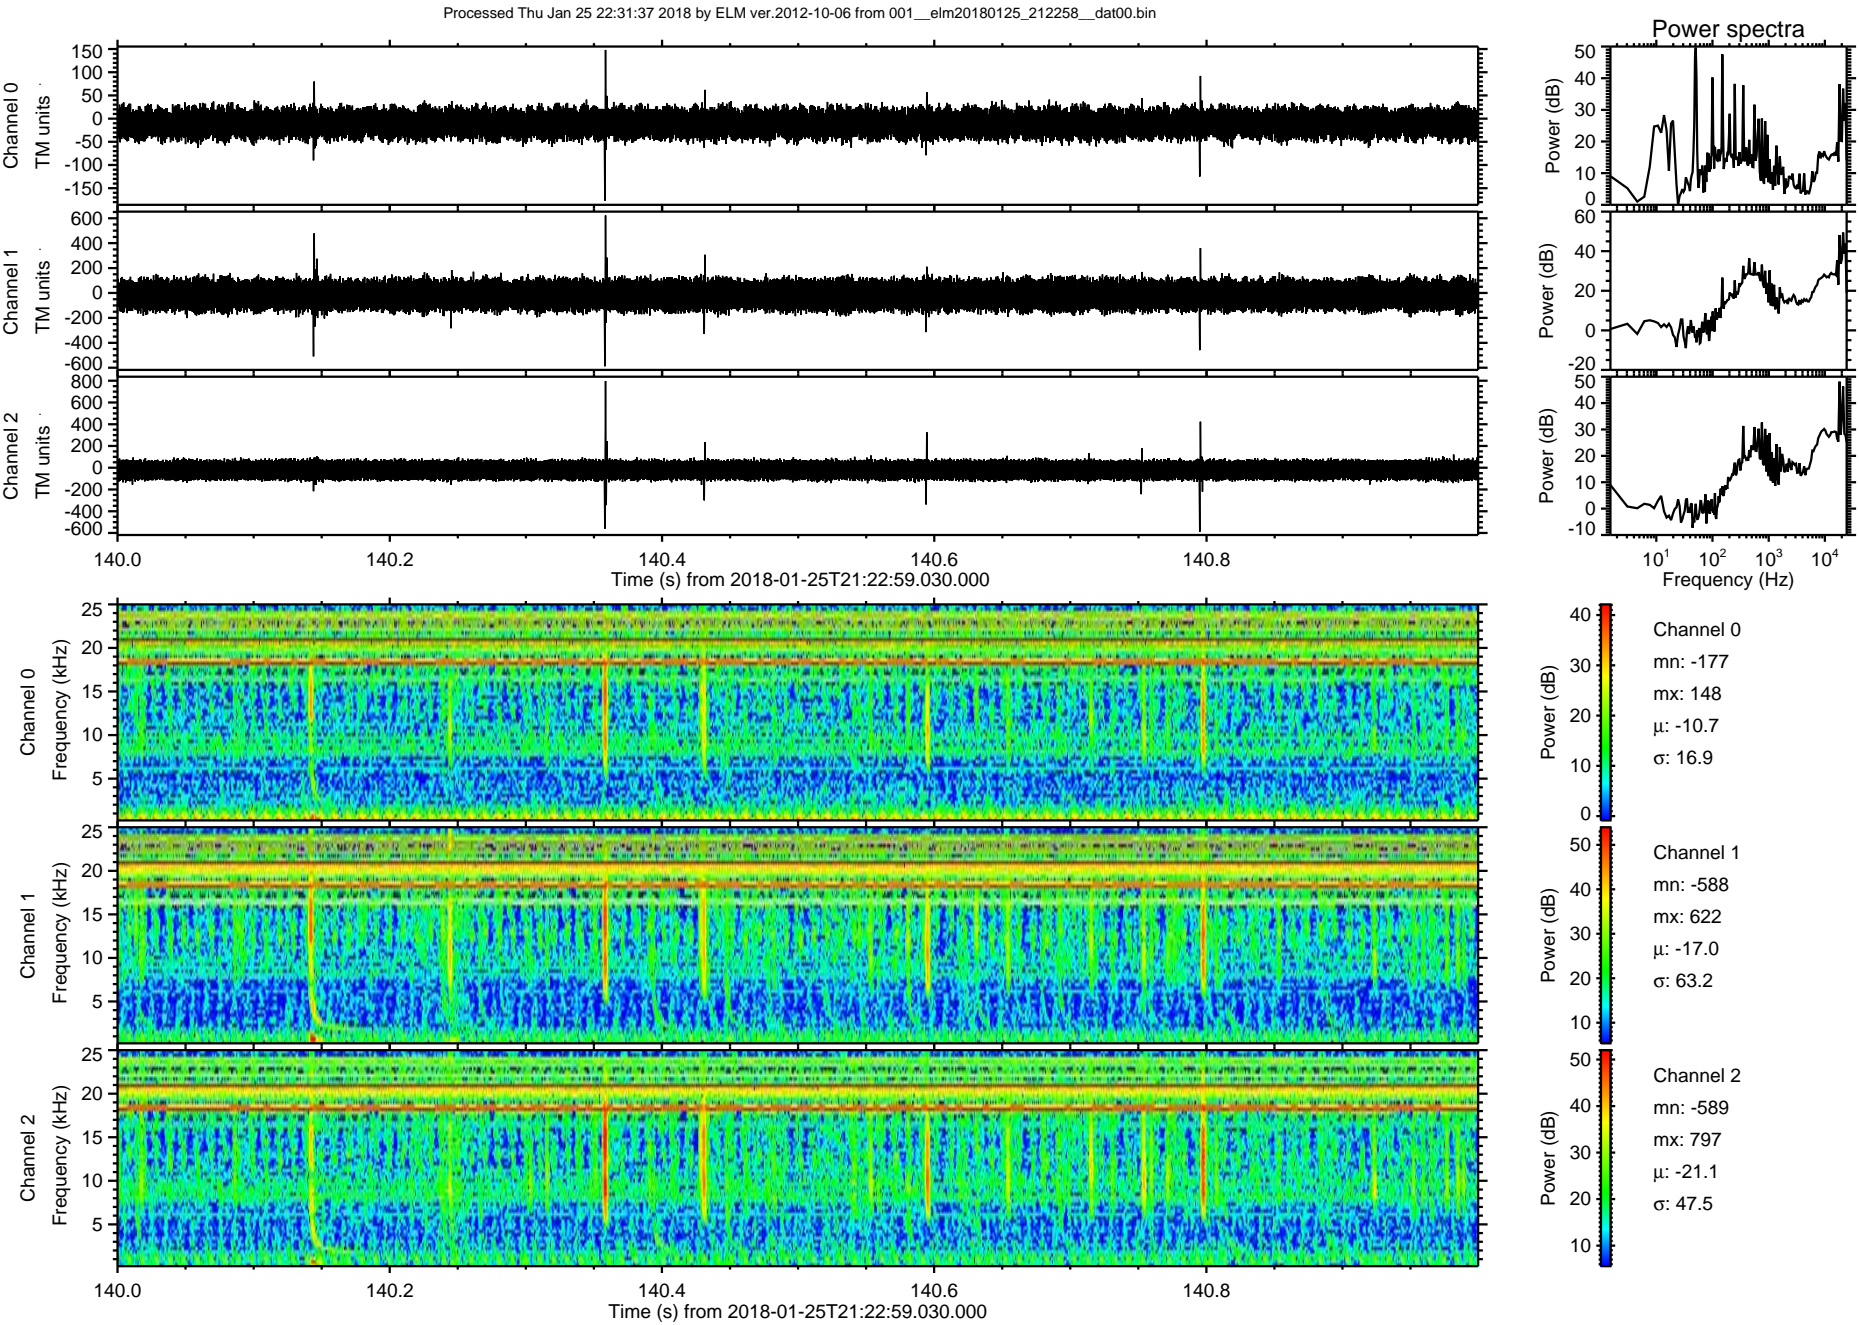 Processed Thu Jan 25 22:31:37 2018 by ELM ver.2012-10-06 from 001__elm20180125_212258__dat00.bin
Power spectra
Channel 0
TM units
150
100
50
0
-50
-100
-150
Channel 1
TM units
600
400
200
0
-200
-400
-600
Channel 2
TM units
800
600
400
200
0
-200
-400
-600
140.0 140.2 140.4 140.6 140.8
Time (s) from 2018-01-25T21:22:59.030.000
Power (dB)
50
40
30
20
10
0
Power (dB)
60
40
20
0
-20
Power (dB)
50
40
30
20
10
0
-10
10¹ 10² 10³ 10⁴
Frequency (Hz)
Channel 0
Frequency (kHz)
25
20
15
10
5
Power (dB)
40
30
20
10
0
Channel 0
mn: -177
mx: 148
μ: -10.7
σ: 16.9
Channel 1
Frequency (kHz)
25
20
15
10
5
Power (dB)
50
40
30
20
10
Channel 1
mn: -588
mx: 622
μ: -17.0
σ: 63.2
Channel 2
Frequency (kHz)
25
20
15
10
5
Power (dB)
50
40
30
20
10
Channel 2
mn: -589
mx: 797
μ: -21.1
σ: 47.5
140.0 140.2 140.4 140.6 140.8
Time (s) from 2018-01-25T21:22:59.030.000